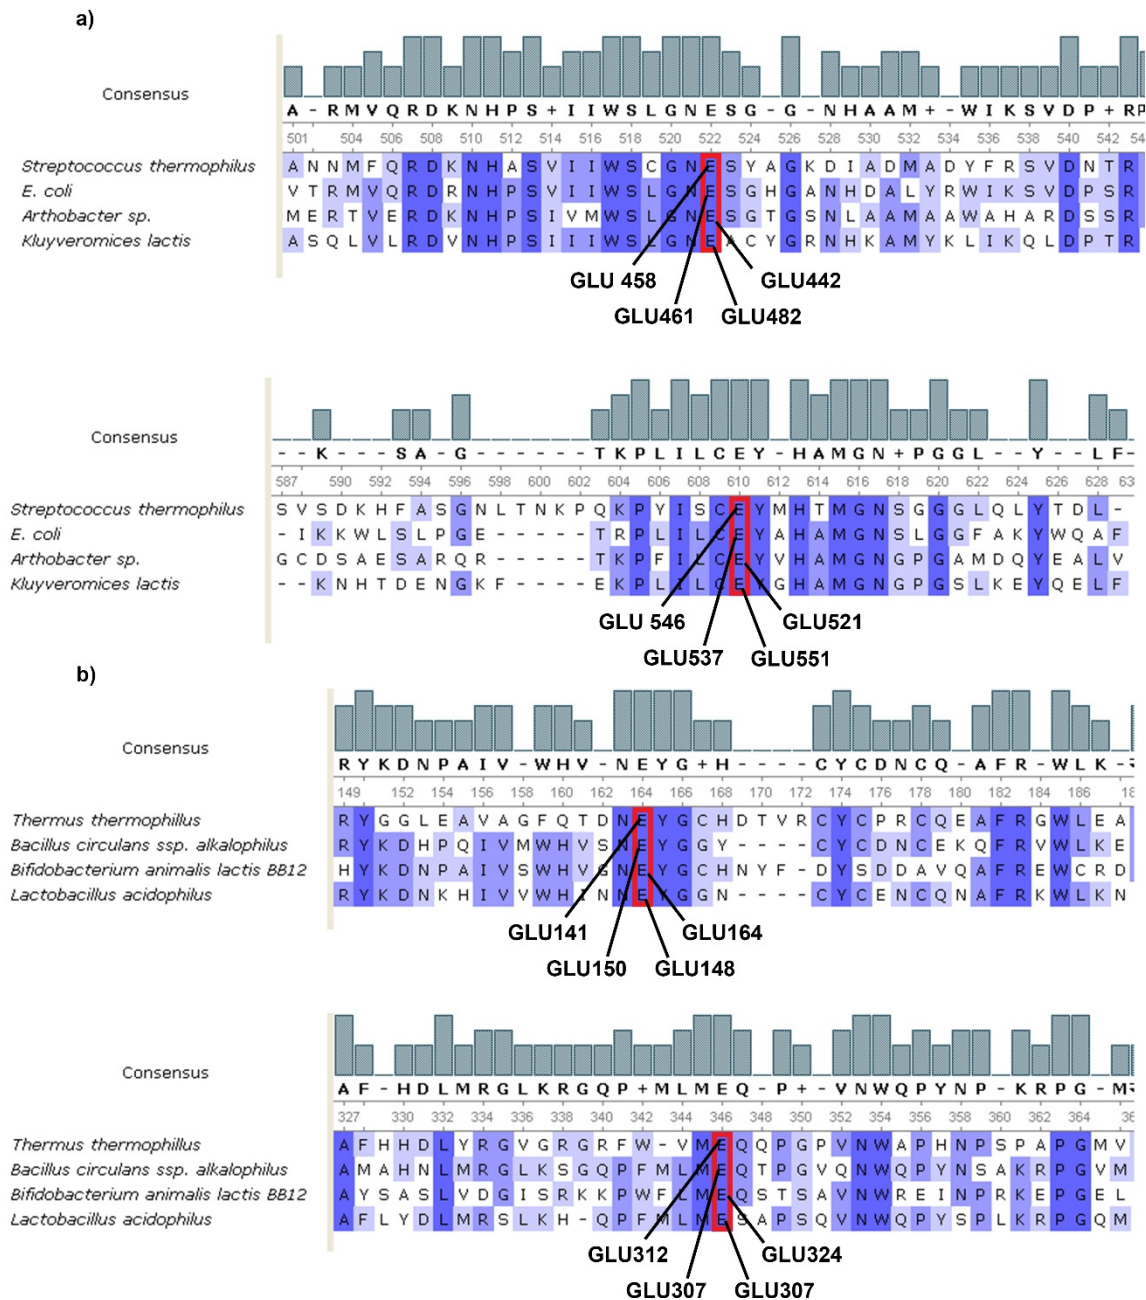 a)
Consensus
A - R M V Q R D K N H P S + I I W S L G N E S G - G - N H A A M + - W I K S V D P + R P
501 504 506 508 510 512 514 516 518 520 522 524 526 528 530 532 534 536 538 540 542 54
Streptococcus thermophilus A N N M F Q R D K N H A S V I I W S C G N E S Y A G K D I A D M A D Y F R S V D N T R
E. coli V T R M V Q R D R N H P S V I I W S L G N E S G H G A N H D A L Y R W I K S V D P S R
Arthobacter sp. M E R T V E R D K N H P S I V M W S L G N E S G T G S N L A A M A A W A H A R D S S R
Kluyveromices lactis A S Q L V L R D V N H P S I I I W S L G N E A C Y G R N H K A M Y K L I K Q L D P T R
GLU 458 GLU442
GLU461 GLU482
Consensus
- - K - - - S A - G - - - - - - T K P L I L C E Y - H A M G N + P G G L - - Y - - L F -
587 590 592 594 596 598 600 602 604 606 608 610 612 614 616 618 620 622 624 626 628 63
Streptococcus thermophilus S V S D K H F A S G N L T N K P Q K P Y I S C E Y M H T M G N S G G G L Q L Y T D L -
E. coli - I K K W L S L P G E - - - - - T R P L I L C E Y A H A M G N S L G G F A K Y W Q A F
Arthobacter sp. G C D S A E S A R Q R - - - - - T K P F I L C E Y V H A M G N G P G A M D Q Y E A L V
Kluyveromices lactis - - K N H T D E N G K F - - - - E K P L I L C E Y G H A M G N G P G S L K E Y Q E L F
GLU 546 GLU521
GLU537 GLU551
b)
Consensus
R Y K D N P A I V - W H V - N E Y G + H - - - - C Y C D N C Q - A F R - W L K -
149 152 154 156 158 160 162 164 166 168 170 172 174 176 178 180 182 184 186 18
Thermus thermophillus R Y G G L E A V A G F Q T D N E Y G C H D T V R C Y C P R C Q E A F R G W L E A
Bacillus circulans ssp. alkalophilus R Y K D H P Q I V M W H V S N E Y G G Y - - - - C Y C D N C E K Q F R V W L K E
Bifidobacterium animalis lactis BB12 H Y K D N P A I V S W H V G N E Y G C H N Y F - D Y S D D A V Q A F R E W C R D
Lactobacillus acidophilus R Y K D N K H I V V W H I N N E Y G G N - - - - C Y C E N C Q N A F R K W L K N
GLU141 GLU164
GLU150 GLU148
Consensus
A F - H D L M R G L K R G Q P + M L M E Q - P + - V N W Q P Y N P - K R P G - M
327 330 332 334 336 338 340 342 344 346 348 350 352 354 356 358 360 362 364 36
Thermus thermophillus A F H H D L Y R G V G R G R F W - V M E Q Q P G P V N W A P H N P S P A P G M V
Bacillus circulans ssp. alkalophilus A M A H N L M R G L K S G Q P F M L M E Q T P G V Q N W Q P Y N S A K R P G V M
Bifidobacterium animalis lactis BB12 A Y S A S L V D G I S R K K P W F L M E Q S T S A V N W R E I N P R K E P G E L
Lactobacillus acidophilus A F L Y D L M R S L K H - Q P F M L M E S A P S Q V N W Q P Y S P L K R P G Q M
GLU312 GLU324
GLU307 GLU307